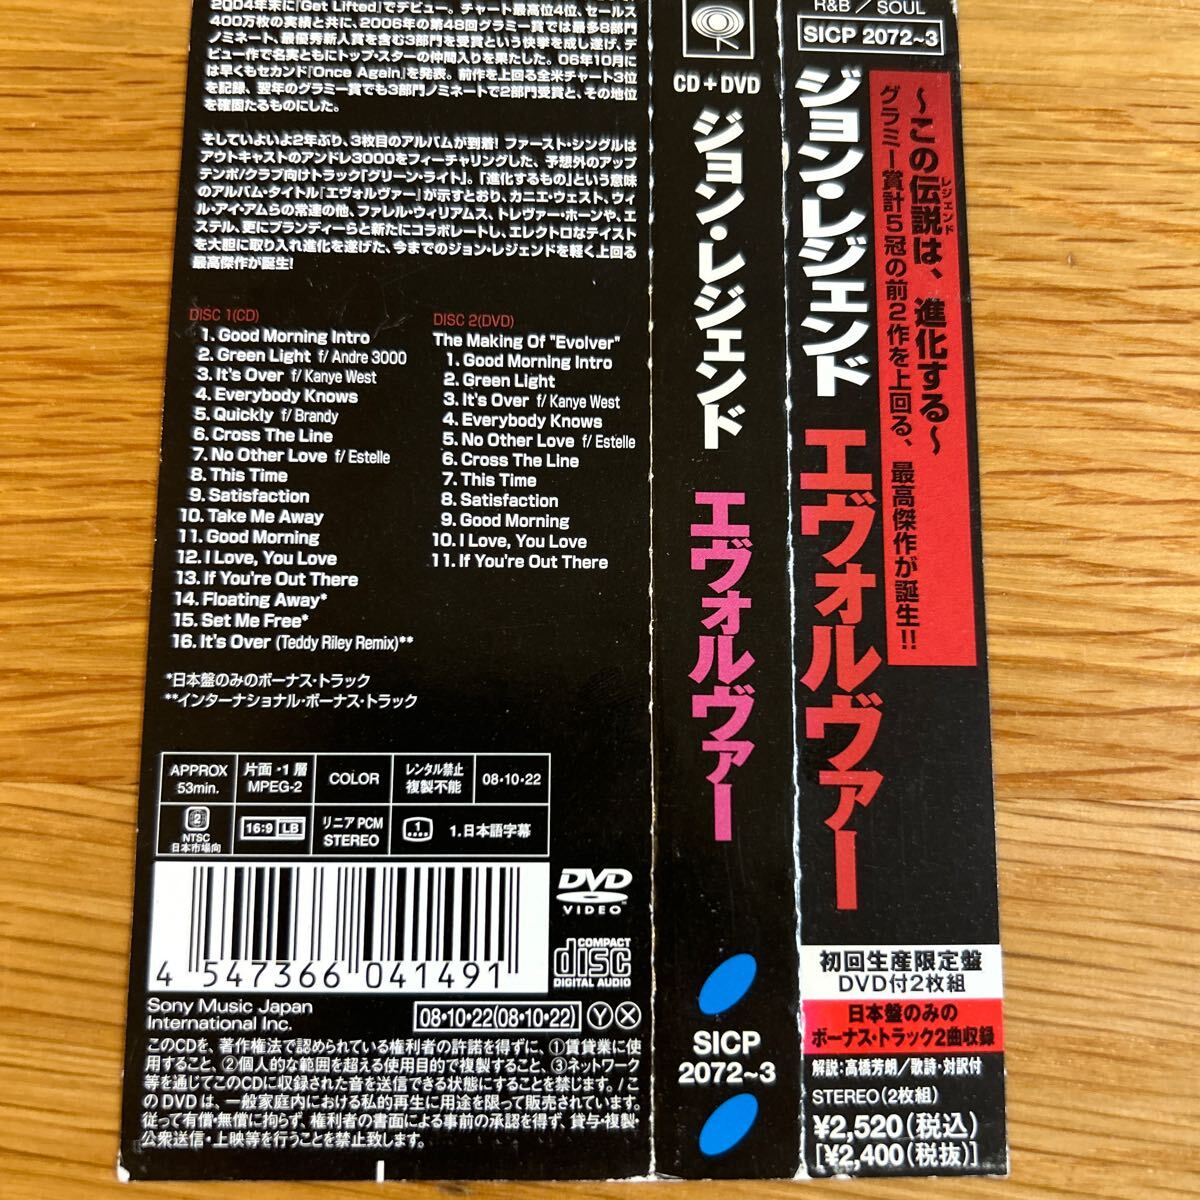 2004年末に『Get Lifted』でデビュー。チャート最高位4位、セールス
400万枚の実績と共に、2006年の第48回グラミー賞では最多8部門
ノミネート、最優秀新人賞を含む3部門を受賞という快挙を成し遂げ、デ
ビュー作で名実ともにトップ・スターの仲間入りを果たした。06年10月に
は早くもセカンド『Once Again』を発表。前作を上回る全米チャート3位
を記録、翌年のグラミー賞でも3部門ノミネートで2部門受賞と、その地位
を確固たるものにした。
そしていよいよ2年ぶり、3枚目のアルバムが到着!ファースト・シングルは
アウトキャストのアンドレ3000をフィーチャリングした、予想外のアップ
テンポ/クラブ向けトラック「グリーン・ライト」。「進化するもの」という意味
のアルバム・タイトル『エヴォルヴァー』が示すとおり、カニエ・ウェスト、ウィ
ル・アイ・アムらの常連の他、ファレル・ウィリアムス、トレヴァー・ホーンや、エ
ステル、更にブランディーらと新たにコラボレートし、エレクトロなテイスト
を大胆に取り入れ進化を遂げた、今までのジョン・レジェンドを軽く上回る
最高傑作が誕生!
DISC 1(CD)
1. Good Morning Intro
2. Green Light f/ Andre 3000
3. It's Over f/ Kanye West
4. Everybody Knows
5. Quickly f/ Brandy
6. Cross The Line
7. No Other Love f/ Estelle
8. This Time
9. Satisfaction
10. Take Me Away
11. Good Morning
12. I Love, You Love
13. If You're Out There
14. Floating Away*
15. Set Me Free*
16. It's Over (Teddy Riley Remix)**
DISC 2(DVD)
The Making Of "Evolver"
1. Good Morning Intro
2. Green Light
3. It's Over f/ Kanye West
4. Everybody Knows
5. No Other Love f/ Estelle
6. Cross The Line
7. This Time
8. Satisfaction
9. Good Morning
10. I Love, You Love
11. If You're Out There
*日本盤のみのボーナス・トラック
**インターナショナル・ボーナス・トラック
APPROX 53min.
片面・1層 MPEG-2
COLOR
レンタル禁止 複製不能
08・10・22
2 NTSC 日本市場向
16:9 LB
リニアPCM STEREO
1
1.日本語字幕
DVD VIDEO
COMPACT disc DIGITAL AUDIO
4 547366 041491
Sony Music Japan
International Inc.
08・10・22(08・10・22) Y X
このCDを、著作権法で認められている権利者の許諾を得ずに、①賃貸業に使
用すること、②個人的な範囲を超える使用目的で複製すること、③ネットワーク
等を通じてこのCDに収録された音を送信できる状態にすることを禁じます。/こ
のDVDは、一般家庭内における私的再生に用途を限って販売されています。
従って有償・無償に拘らず、権利者の書面による事前の承認を得ず、貸与・複製・
公衆送信・上映等を行うことを禁止致します。
CD+DVD
ジョン・レジェンド
エヴォルヴァー
SICP
2072~3
R&B / SOUL
SICP 2072~3
ジョン・レジェンド
エヴォルヴァー
レジェンド
~この伝説は、進化する~
グラミー賞計5冠の前2作を上回る、最高傑作が誕生!!
初回生産限定盤
DVD付2枚組
日本盤のみの
ボーナス・トラック2曲収録
解説:高橋芳朗/歌詩・対訳付
STEREO(2枚組)
¥2,520(税込)
[¥2,400(税抜)]